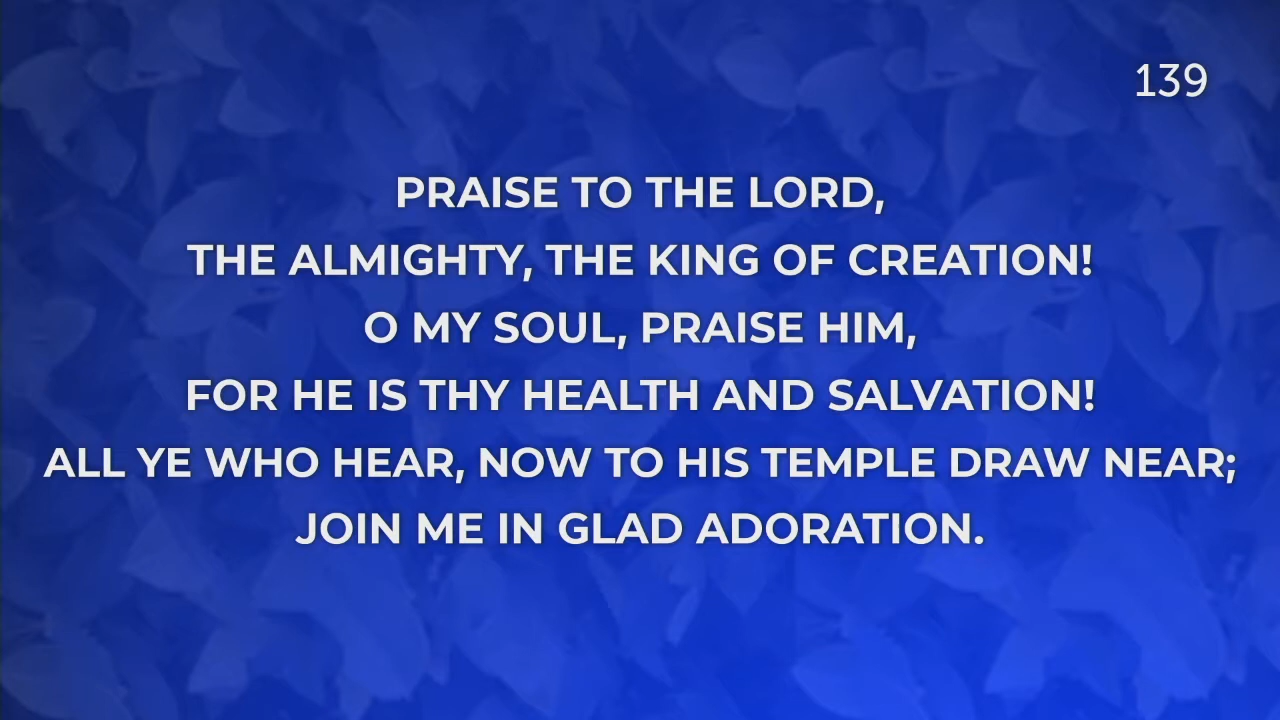 139
PRAISE TO THE LORD,
THE ALMIGHTY, THE KING OF CREATION!
O MY SOUL, PRAISE HIM,
FOR HE IS THY HEALTH AND SALVATION!
ALL YE WHO HEAR, NOW TO HIS TEMPLE DRAW NEAR;
JOIN ME IN GLAD ADORATION.